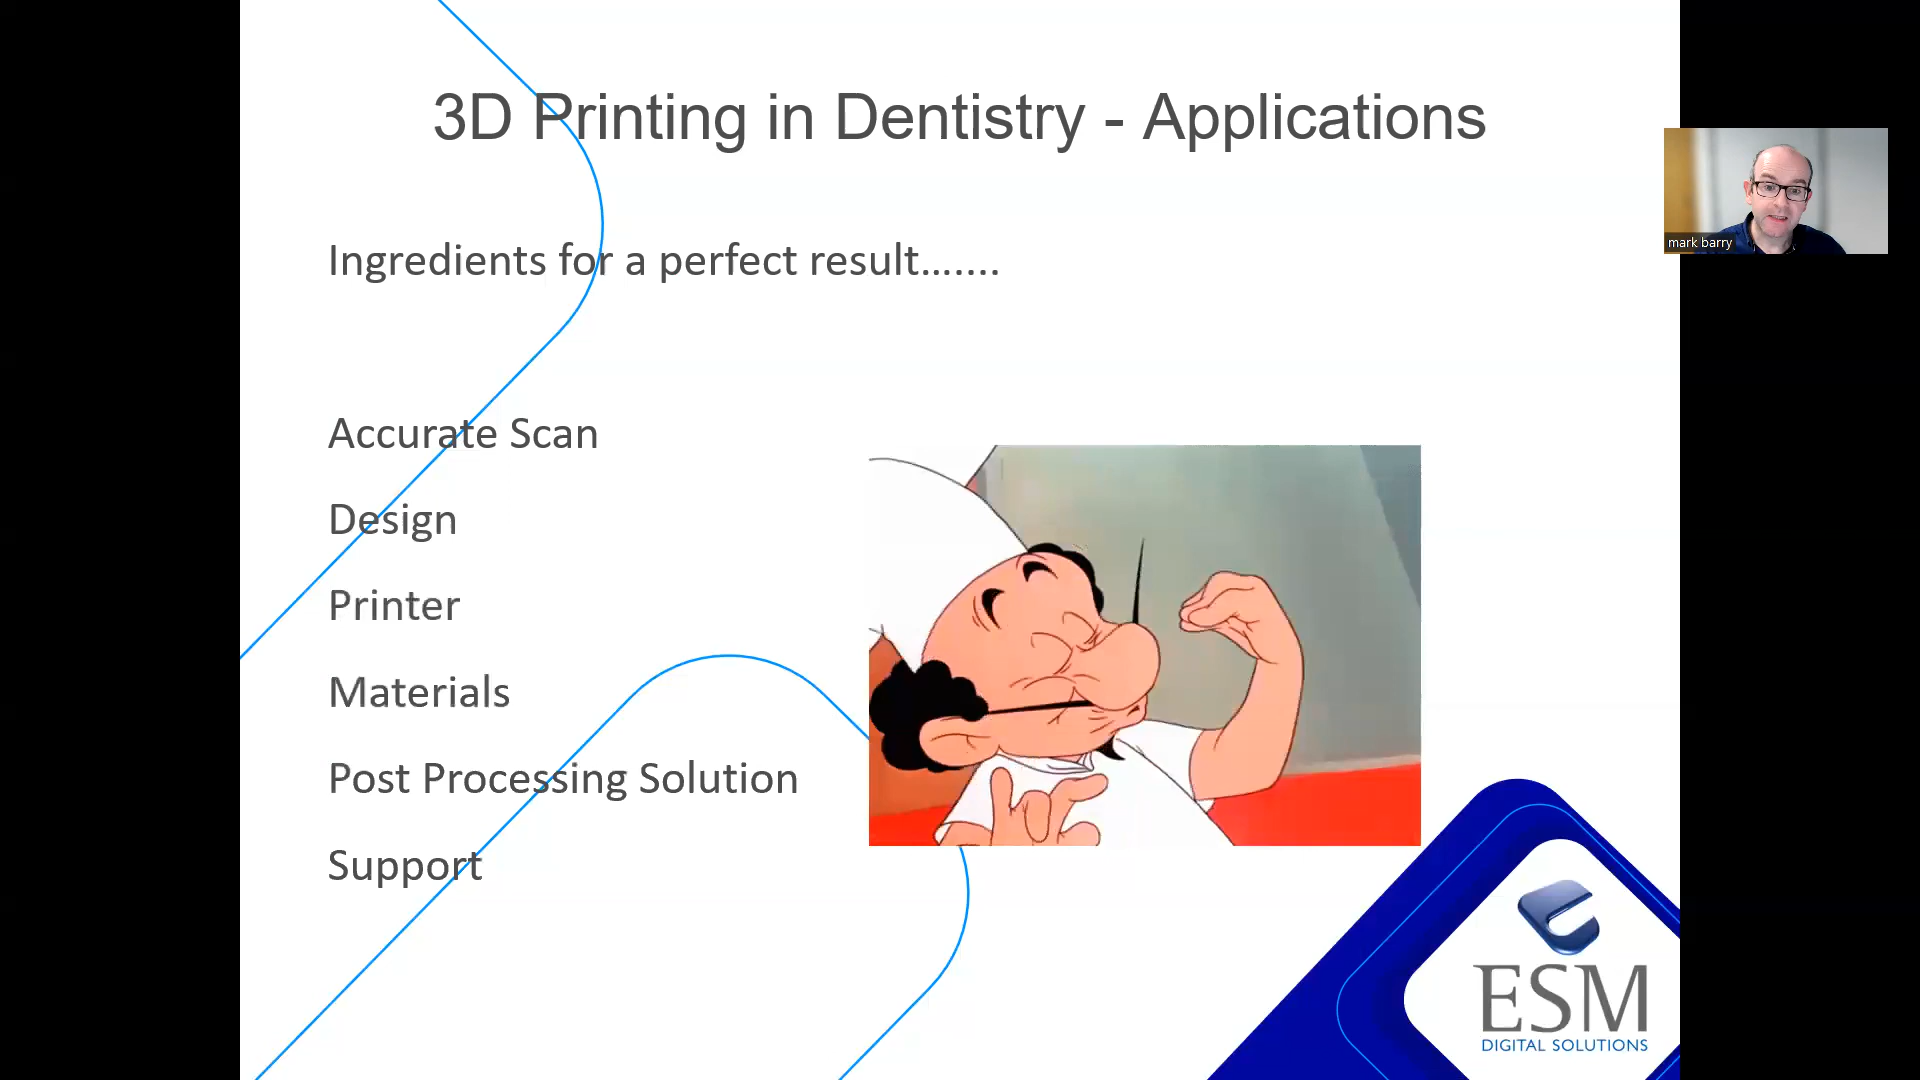 3D Printing in Dentistry - Applications
mark barry
Ingredients for a perfect result…....
Accurate Scan
Design
Printer
Materials
Post Processing Solution
Support
ESM
DIGITAL SOLUTIONS